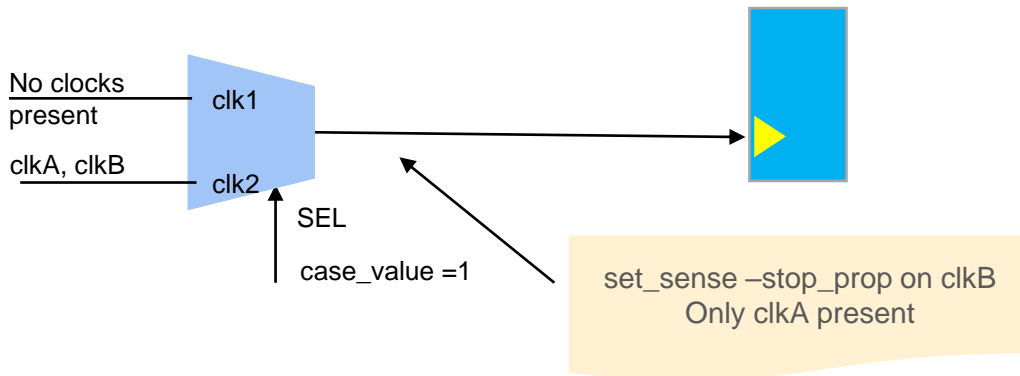 No clocks
present
clk1
clkA, clkB
clk2
SEL
case_value =1
set_sense –stop_prop on clkB
Only clkA present